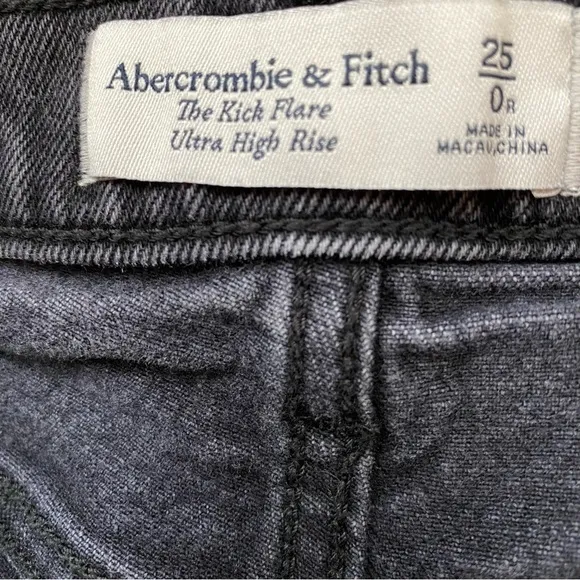 Abercrombie & Fitch
The Kick Flare
Ultra High Rise
25
0R
MADE IN
MACAU,CHINA